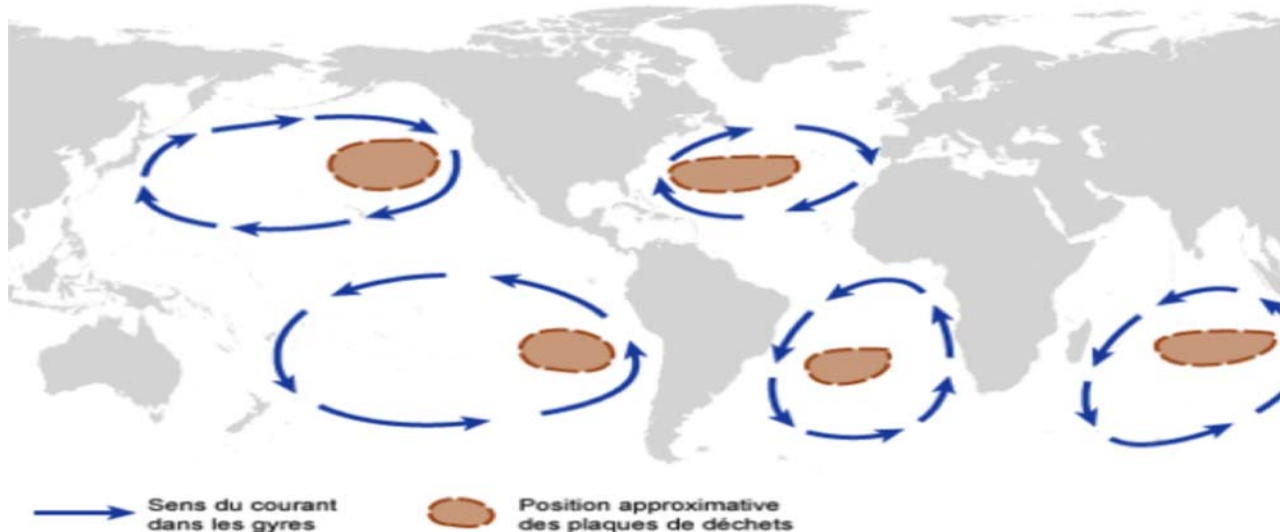 Sens du courant
dans les gyres
Position approximative
des plaques de déchets